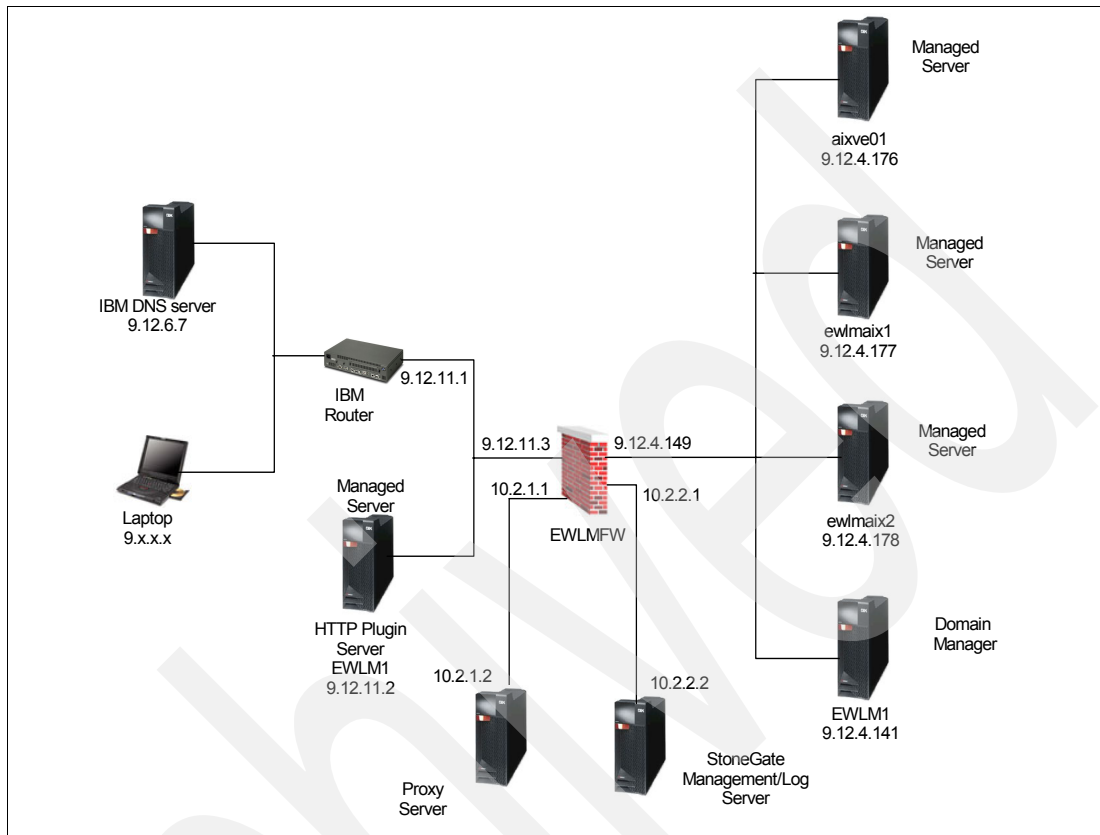 Managed
Server
aixve01
9.12.4.176
Managed
Server
ewlmaix1
9.12.4.177
IBM DNS server
9.12.6.7
9.12.11.1
IBM
Router
9.12.11.3
9.12.4.149
Managed
Server
10.2.1.1
10.2.2.1
EWLMFW
ewlmaix2
9.12.4.178
Laptop
9.x.x.x
Managed
Server
HTTP Plugin
Server
EWLM1
9.12.11.2
10.2.1.2
Proxy
Server
10.2.2.2
StoneGate
Management/Log
Server
Domain
Manager
EWLM1
9.12.4.141